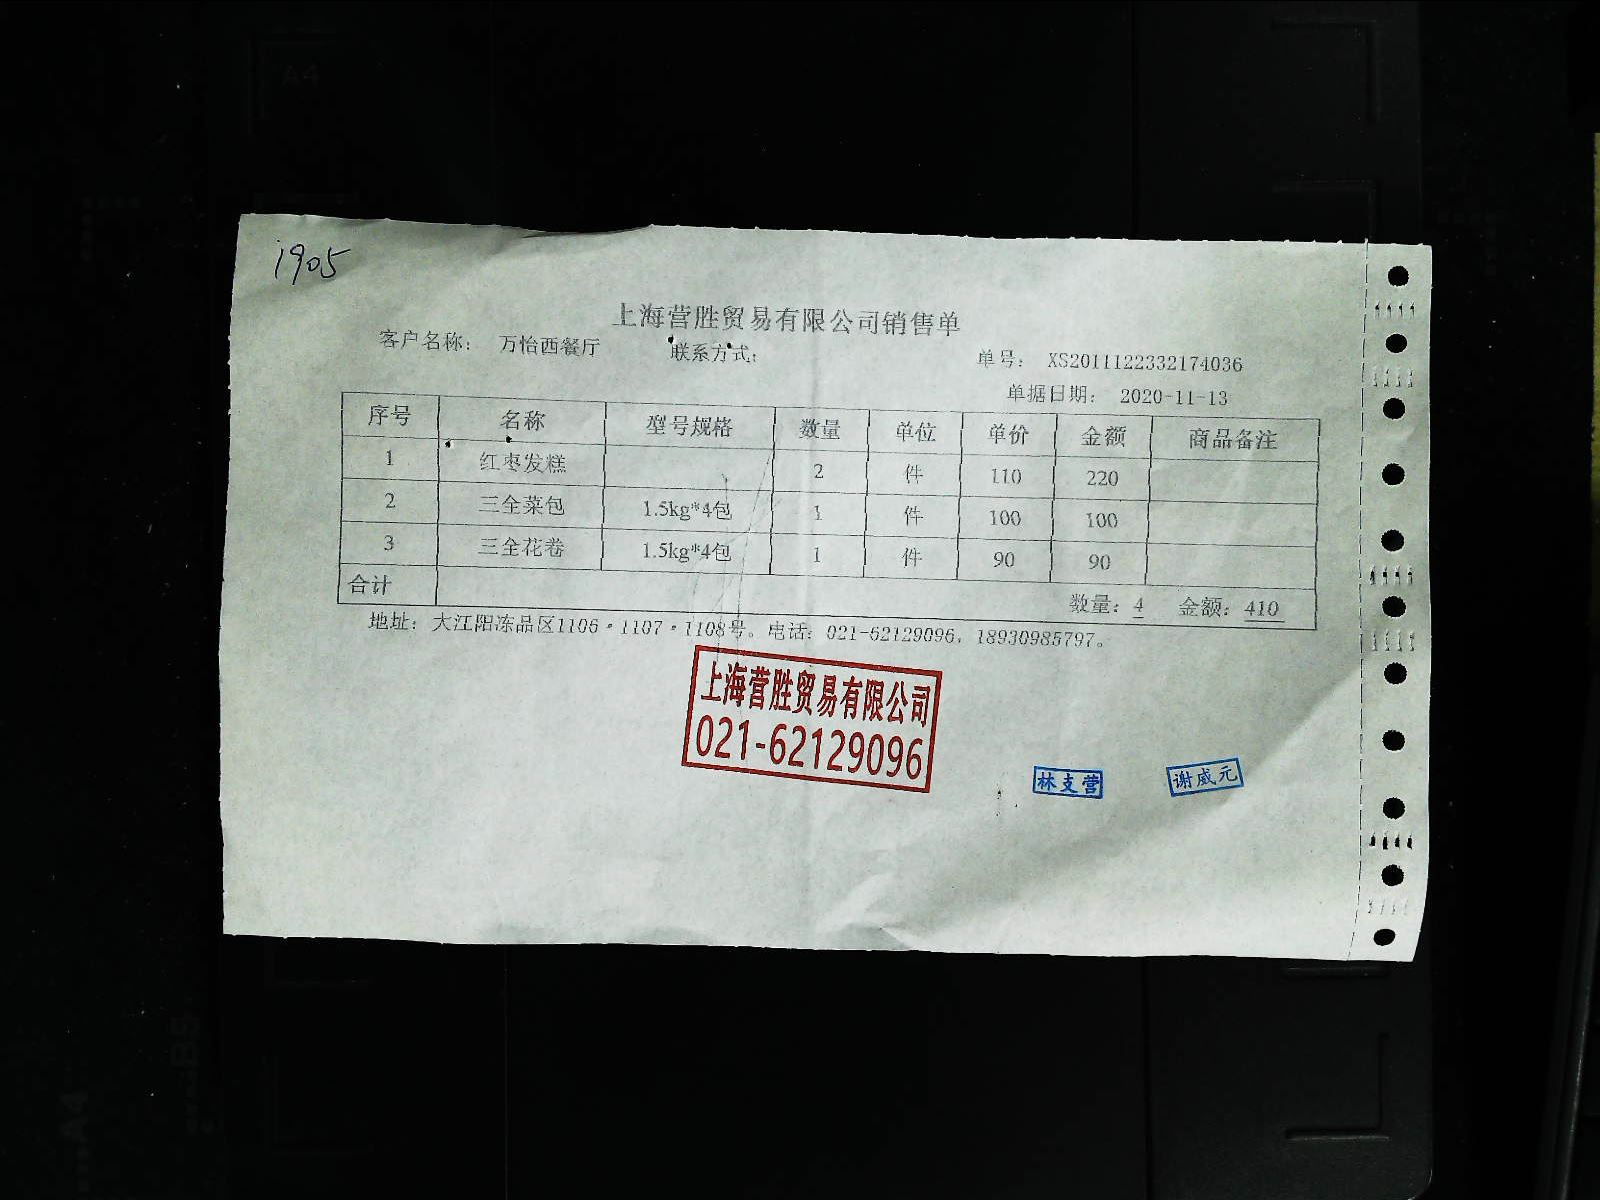 1905
上海营胜贸易有限公司销售单
客户名称： 万怡西餐厅 联系方式： 单号： XS2011122332174036
单据日期： 2020-11-13
序号 名称 型号规格 数量 单位 单价 金额 商品备注
1 红枣发糕 2 件 110 220
2 三全菜包 1.5kg*4包 1 件 100 100
3 三全花卷 1.5kg*4包 1 件 90 90
合计 数量：4 金额：410
地址： 大江阳冻品区1106·1107·1108号。电话：021-62129096，18930985797。
上海营胜贸易有限公司
021-62129096
林支营 谢威元
A4
B5
A4